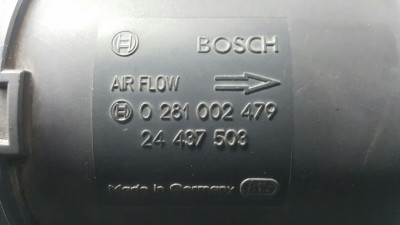 BOSCH
AIR FLOW
0 281 002 479
24 437 503
Made in Germany